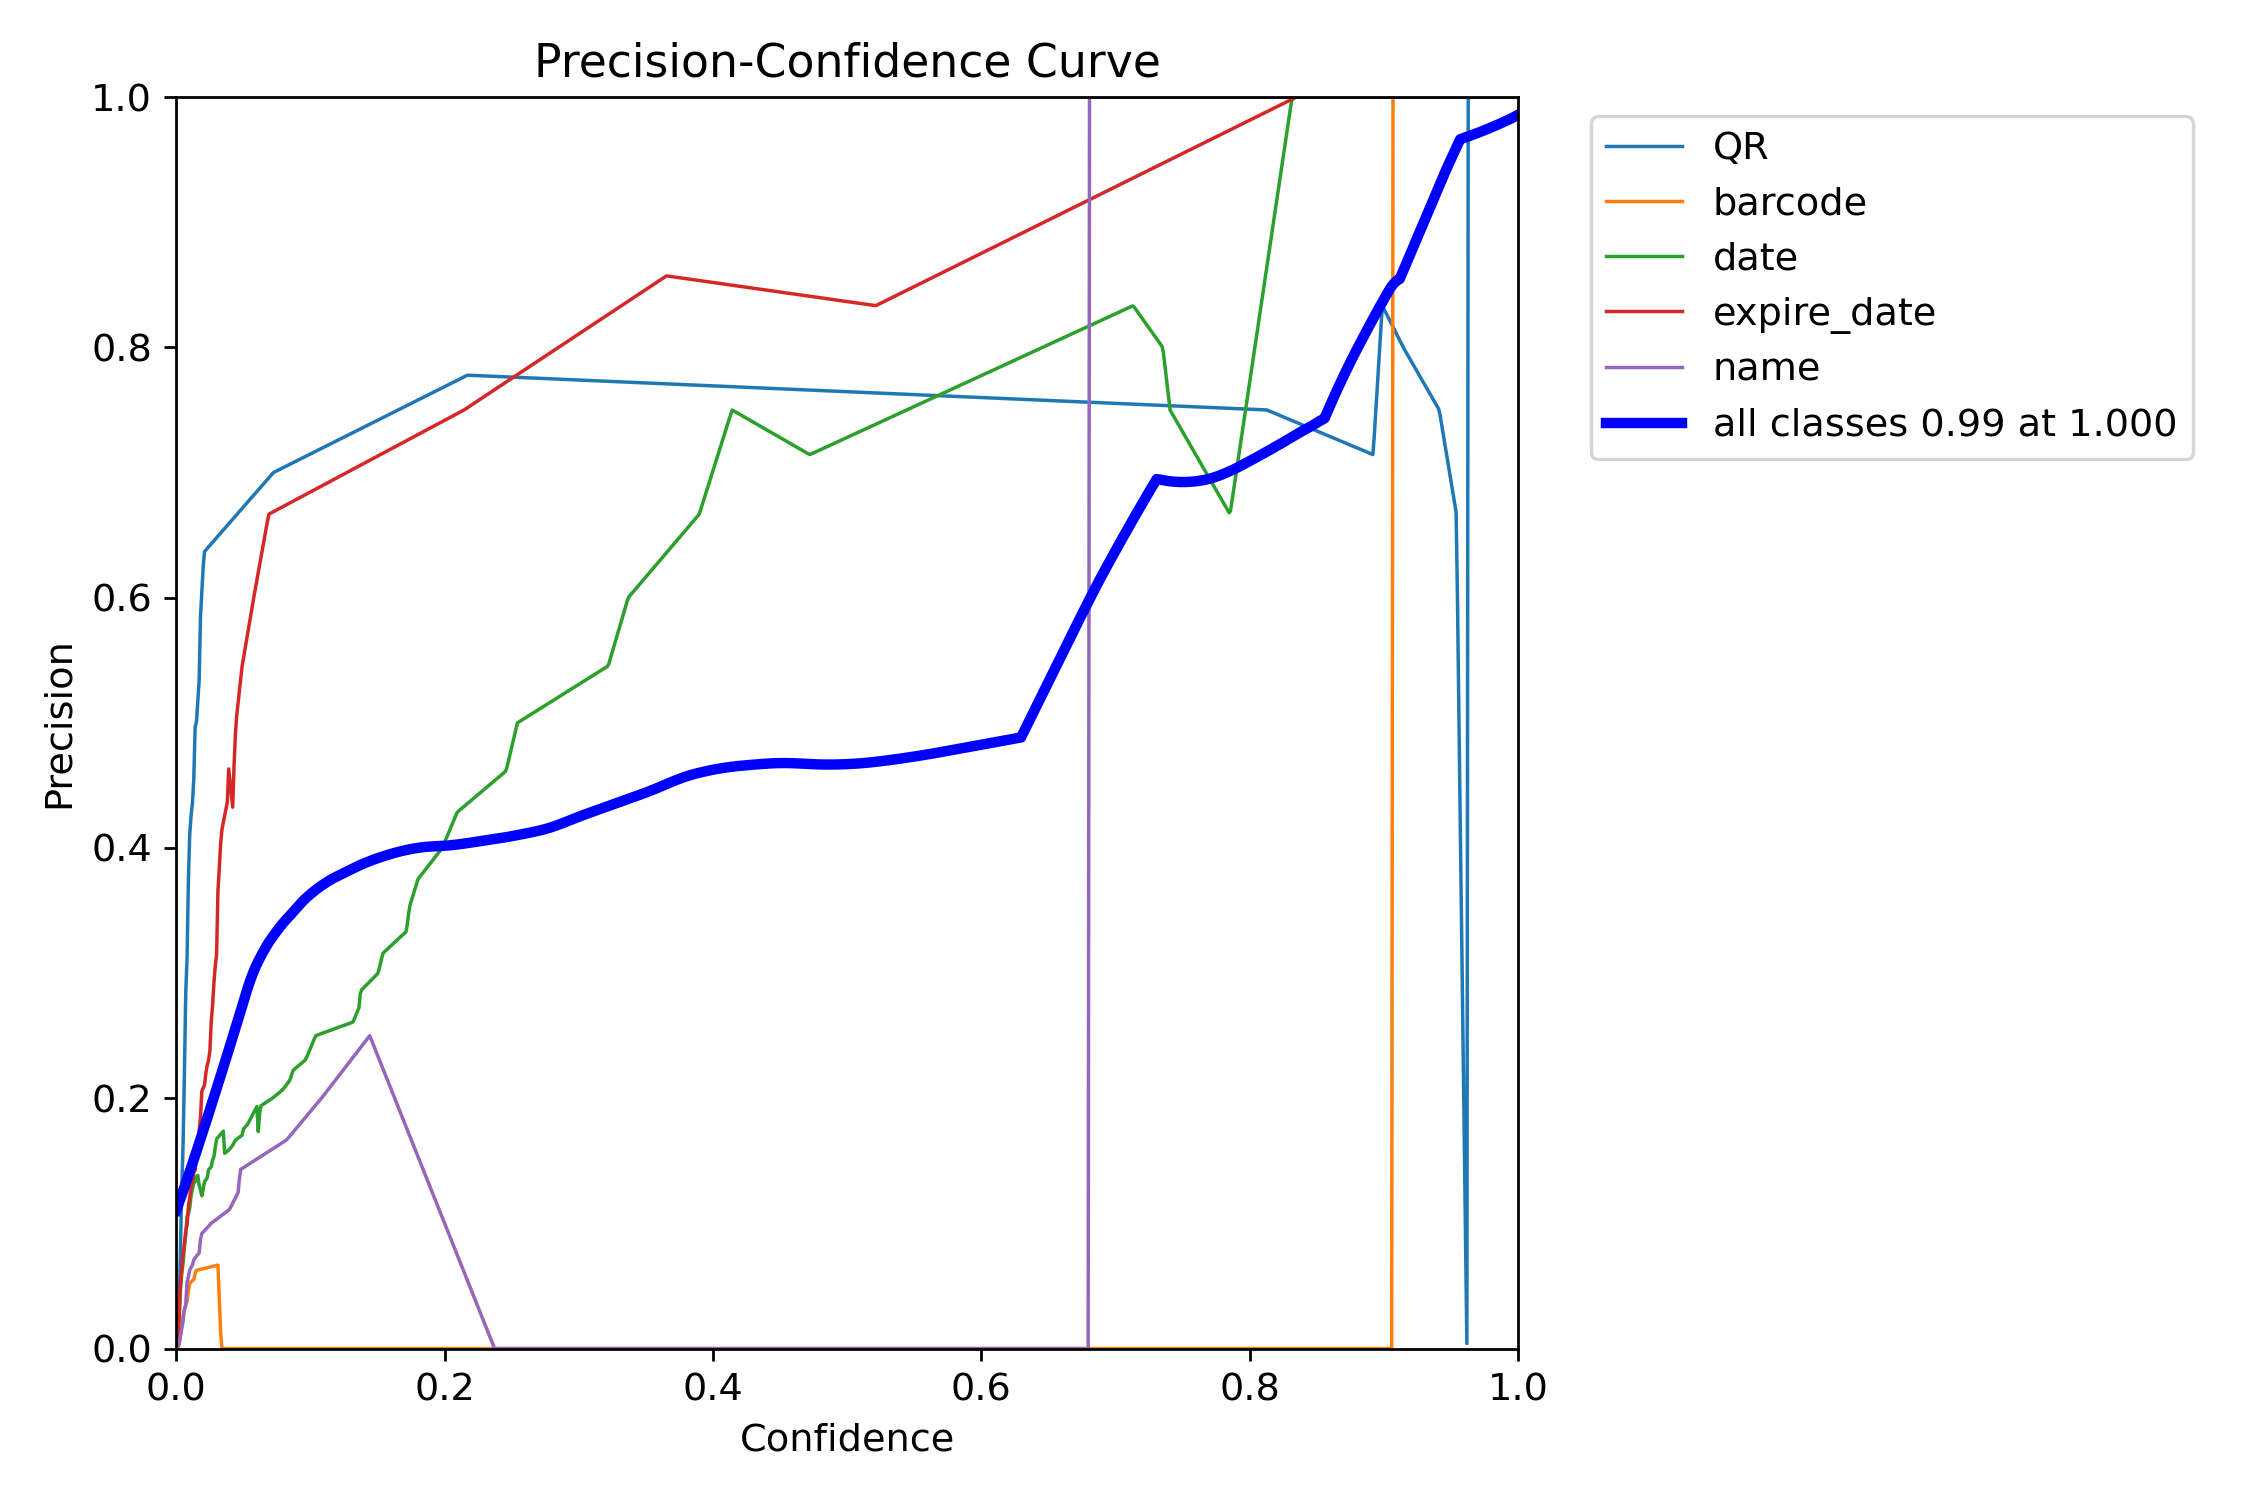 Precision-Confidence Curve
1.0
0.8
0.6
0.4
0.2
0.0
Precision
0.0 0.2 0.4 0.6 0.8 1.0
Confidence
QR
barcode
date
expire_date
name
all classes 0.99 at 1.000